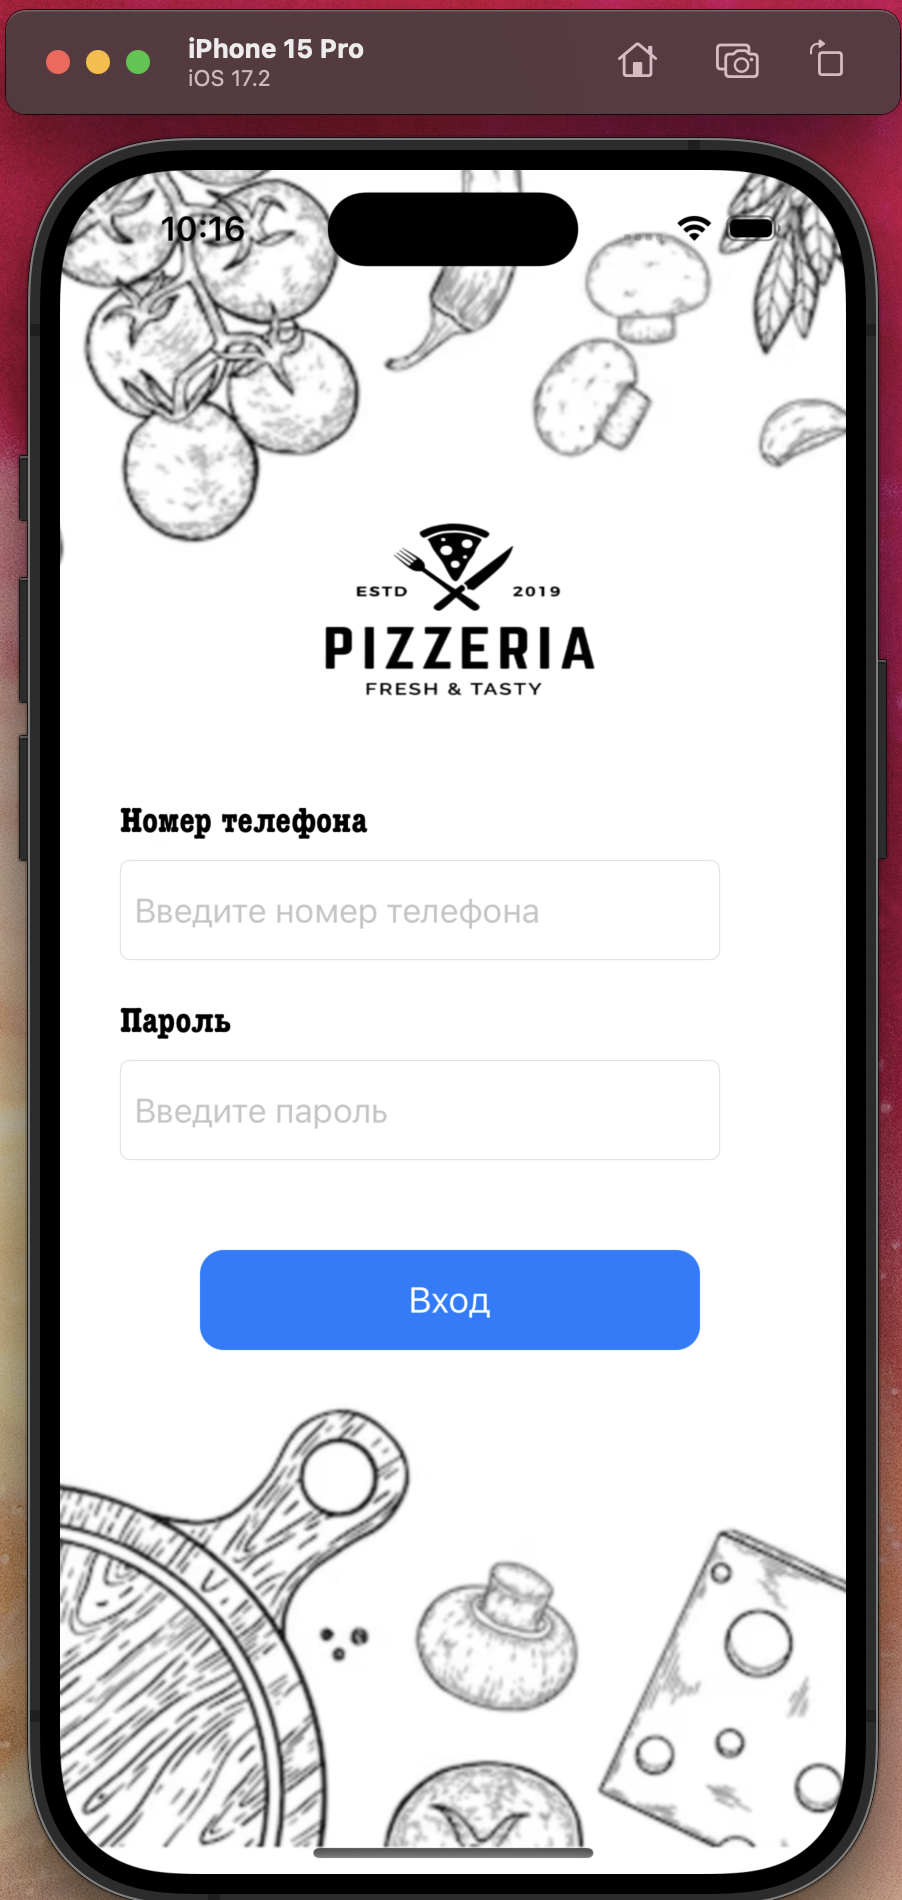 iPhone 15 Pro
iOS 17.2
10:16
ESTD 2019
PIZZERIA
FRESH & TASTY
Номер телефона
Введите номер телефона
Пароль
Введите пароль
Вход